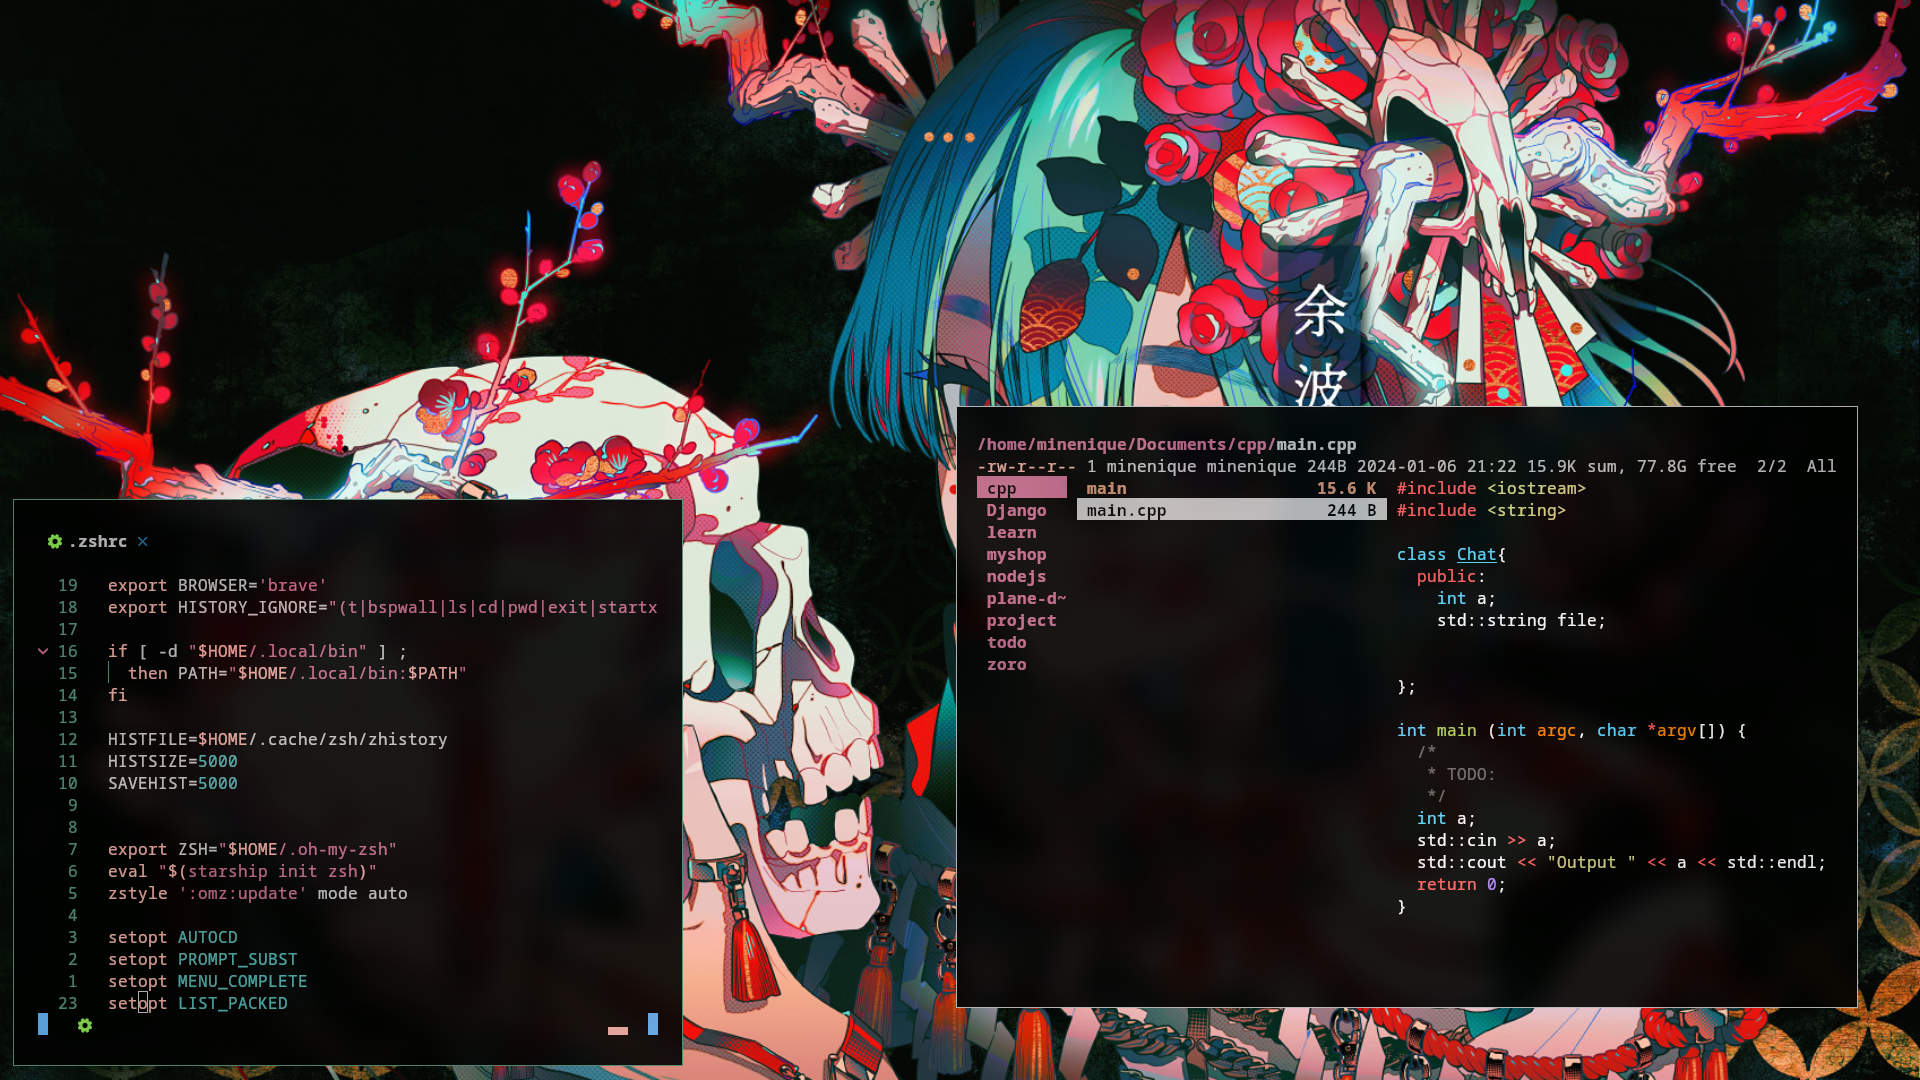 余波
/home/minenique/Documents/cpp/main.cpp
-rw-r--r-- 1 minenique minenique 244B 2024-01-06 21:22 15.9K sum, 77.8G free 2/2 All
cpp
Django
learn
myshop
nodejs
plane-d~
project
todo
zoro
main 15.6 K
main.cpp 244 B
#include <iostream>
#include <string>
class Chat{
public:
int a;
std::string file;
};
int main (int argc, char *argv[]) {
/*
* TODO:
*/
int a;
std::cin >> a;
std::cout << "Output " << a << std::endl;
return 0;
}
.zshrc ×
19 export BROWSER='brave'
18 export HISTORY_IGNORE="(t|bspwall|ls|cd|pwd|exit|startx
17
16 if [ -d "$HOME/.local/bin" ] ;
15 then PATH="$HOME/.local/bin:$PATH"
14 fi
13
12 HISTFILE=$HOME/.cache/zsh/zhistory
11 HISTSIZE=5000
10 SAVEHIST=5000
9
8
7 export ZSH="$HOME/.oh-my-zsh"
6 eval "$(starship init zsh)"
5 zstyle ':omz:update' mode auto
4
3 setopt AUTOCD
2 setopt PROMPT_SUBST
1 setopt MENU_COMPLETE
23 setopt LIST_PACKED